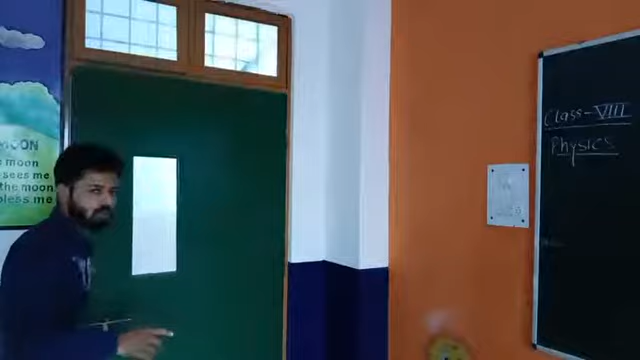 MOON
moon
sees me
the moon
bless me
Class - VIII
Physics